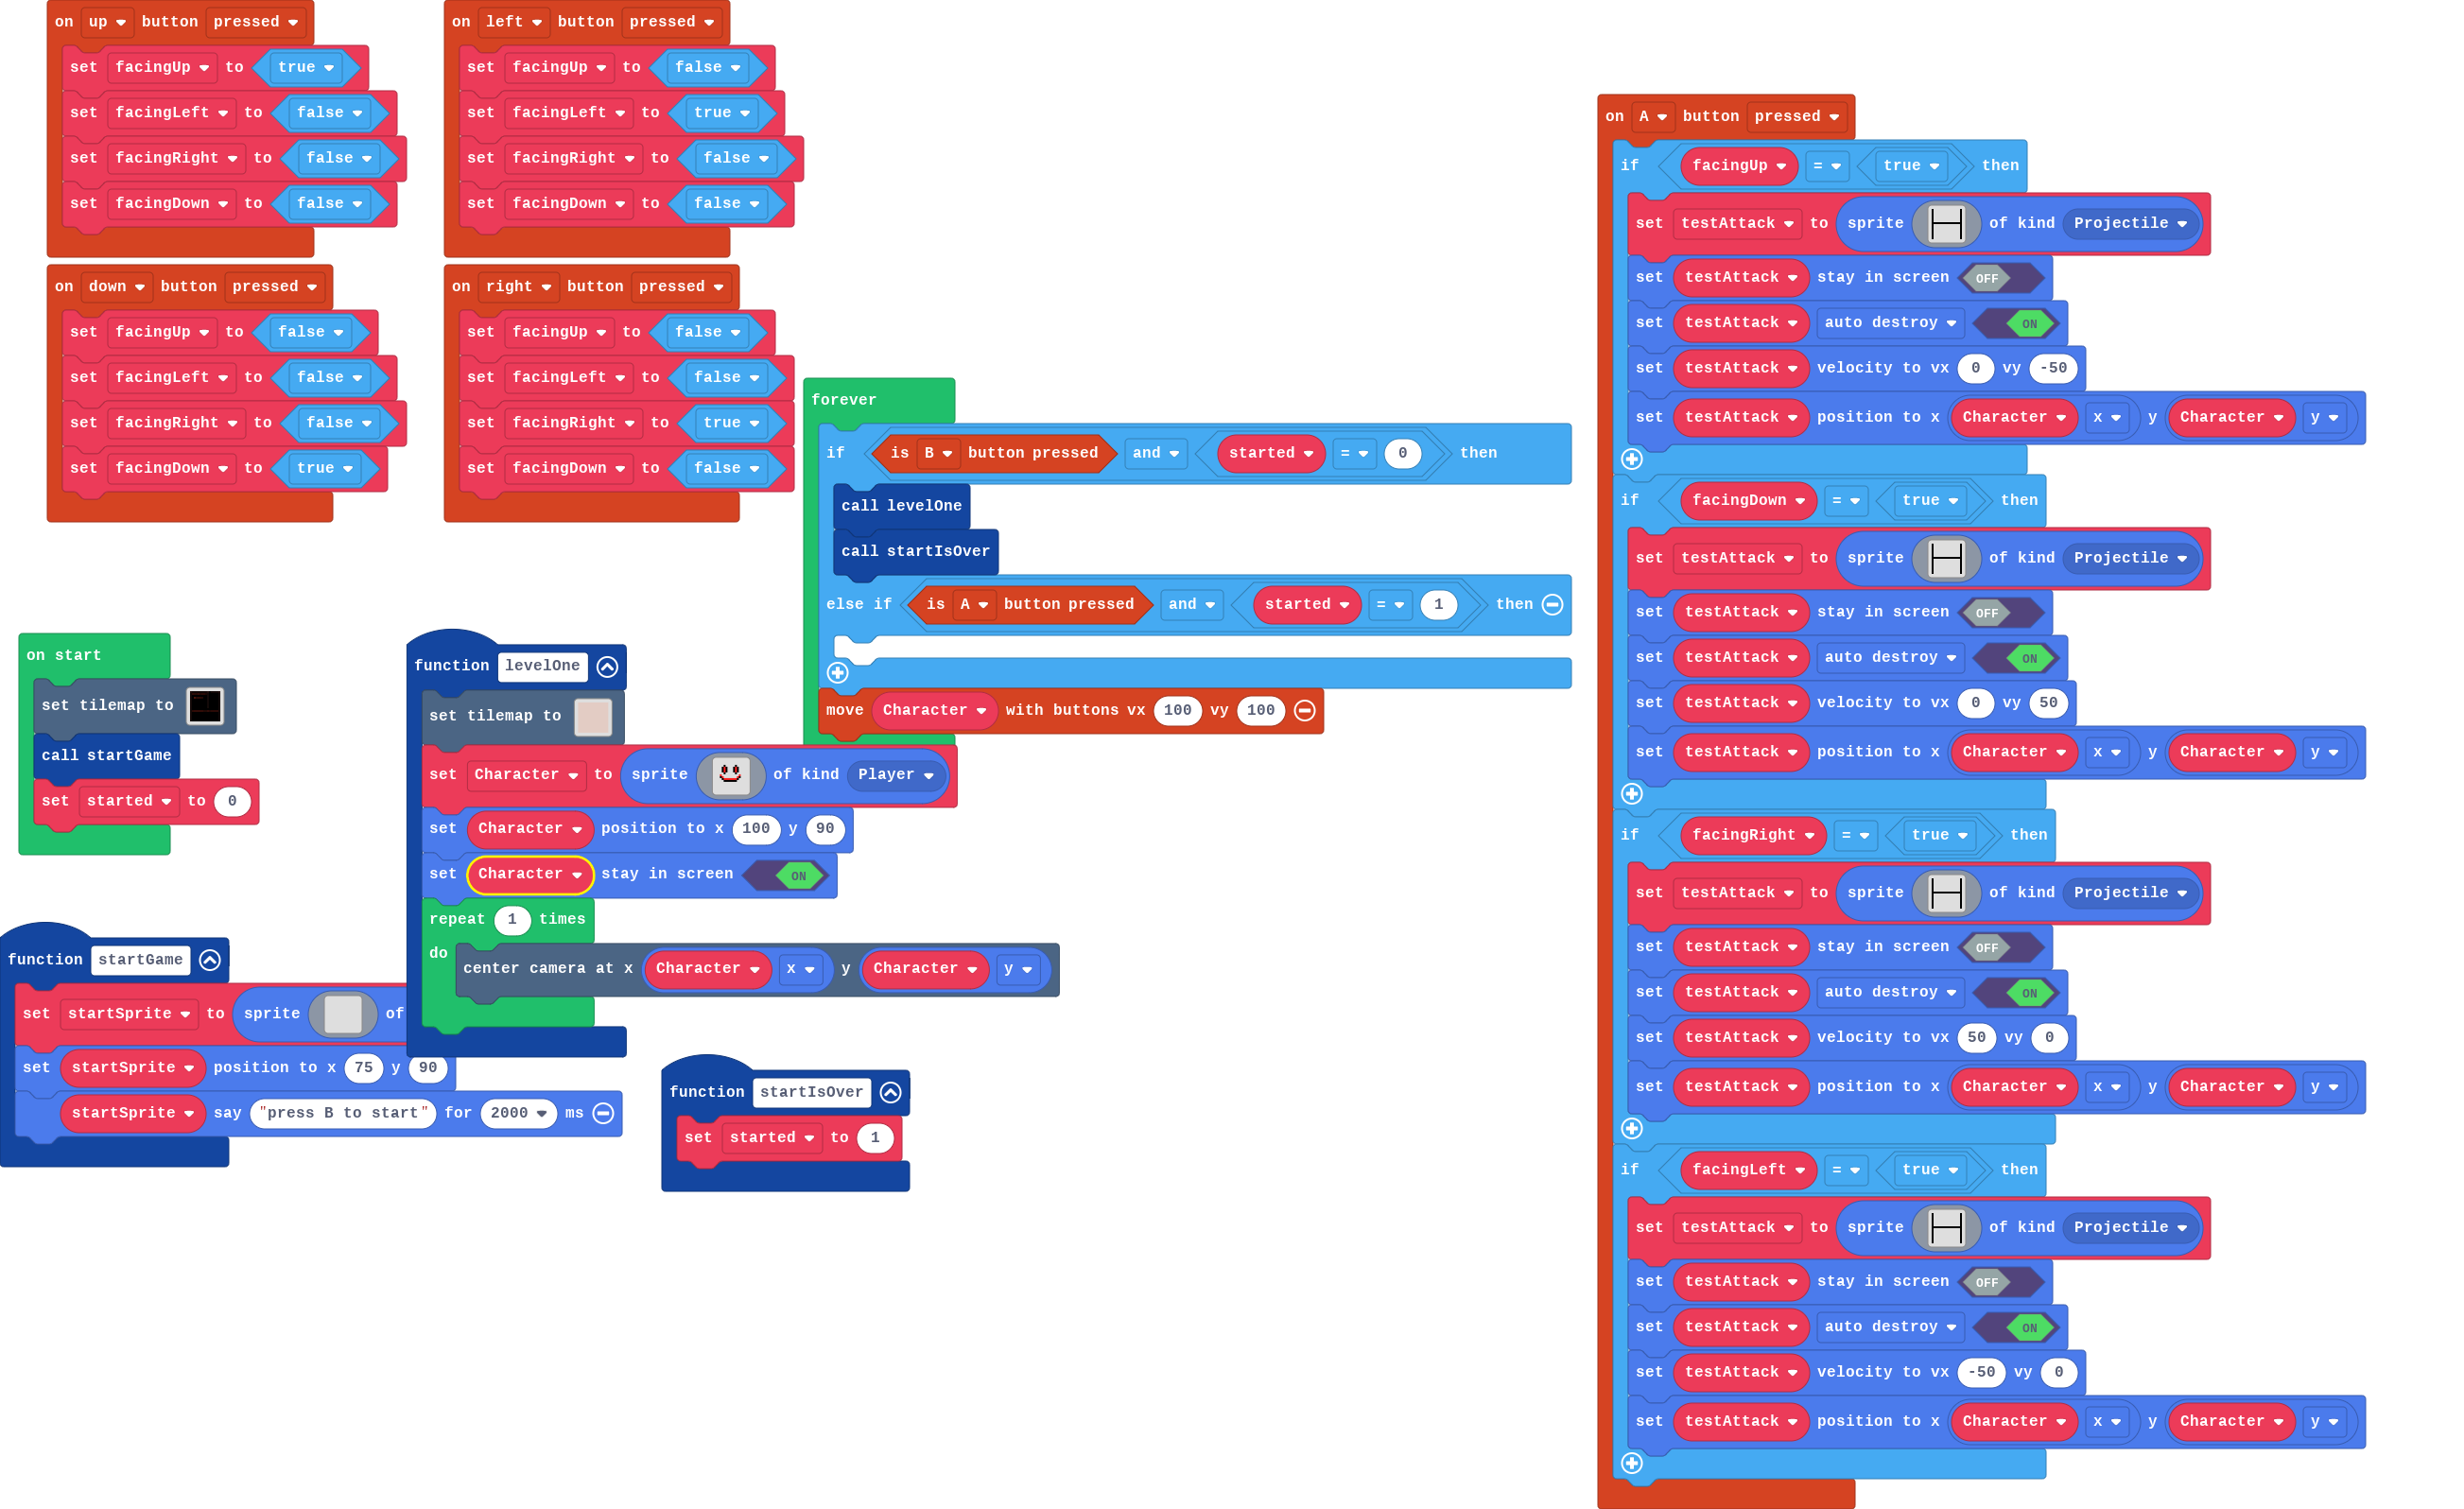 on up button pressed
set facingUp to true
set facingLeft to false
set facingRight to false
set facingDown to false
on left button pressed
set facingUp to false
set facingLeft to true
set facingRight to false
set facingDown to false
on down button pressed
set facingUp to false
set facingLeft to false
set facingRight to false
set facingDown to true
on right button pressed
set facingUp to false
set facingLeft to false
set facingRight to true
set facingDown to false
forever
if is B button pressed and started = 0 then
call levelOne
call startIsOver
else if is A button pressed and started = 1 then
move Character with buttons vx 100 vy 100
on start
set tilemap to
call startGame
set started to 0
function levelOne
set tilemap to
set Character to sprite of kind Player
set Character position to x 100 y 90
set Character stay in screen ON
repeat 1 times
do center camera at x Character x y Character y
function startGame
set startSprite to sprite of
set startSprite position to x 75 y 90
startSprite say "press B to start" for 2000 ms
function startIsOver
set started to 1
on A button pressed
if facingUp = true then
set testAttack to sprite of kind Projectile
set testAttack stay in screen OFF
set testAttack auto destroy ON
set testAttack velocity to vx 0 vy -50
set testAttack position to x Character x y Character y
if facingDown = true then
set testAttack to sprite of kind Projectile
set testAttack stay in screen OFF
set testAttack auto destroy ON
set testAttack velocity to vx 0 vy 50
set testAttack position to x Character x y Character y
if facingRight = true then
set testAttack to sprite of kind Projectile
set testAttack stay in screen OFF
set testAttack auto destroy ON
set testAttack velocity to vx 50 vy 0
set testAttack position to x Character x y Character y
if facingLeft = true then
set testAttack to sprite of kind Projectile
set testAttack stay in screen OFF
set testAttack auto destroy ON
set testAttack velocity to vx -50 vy 0
set testAttack position to x Character x y Character y